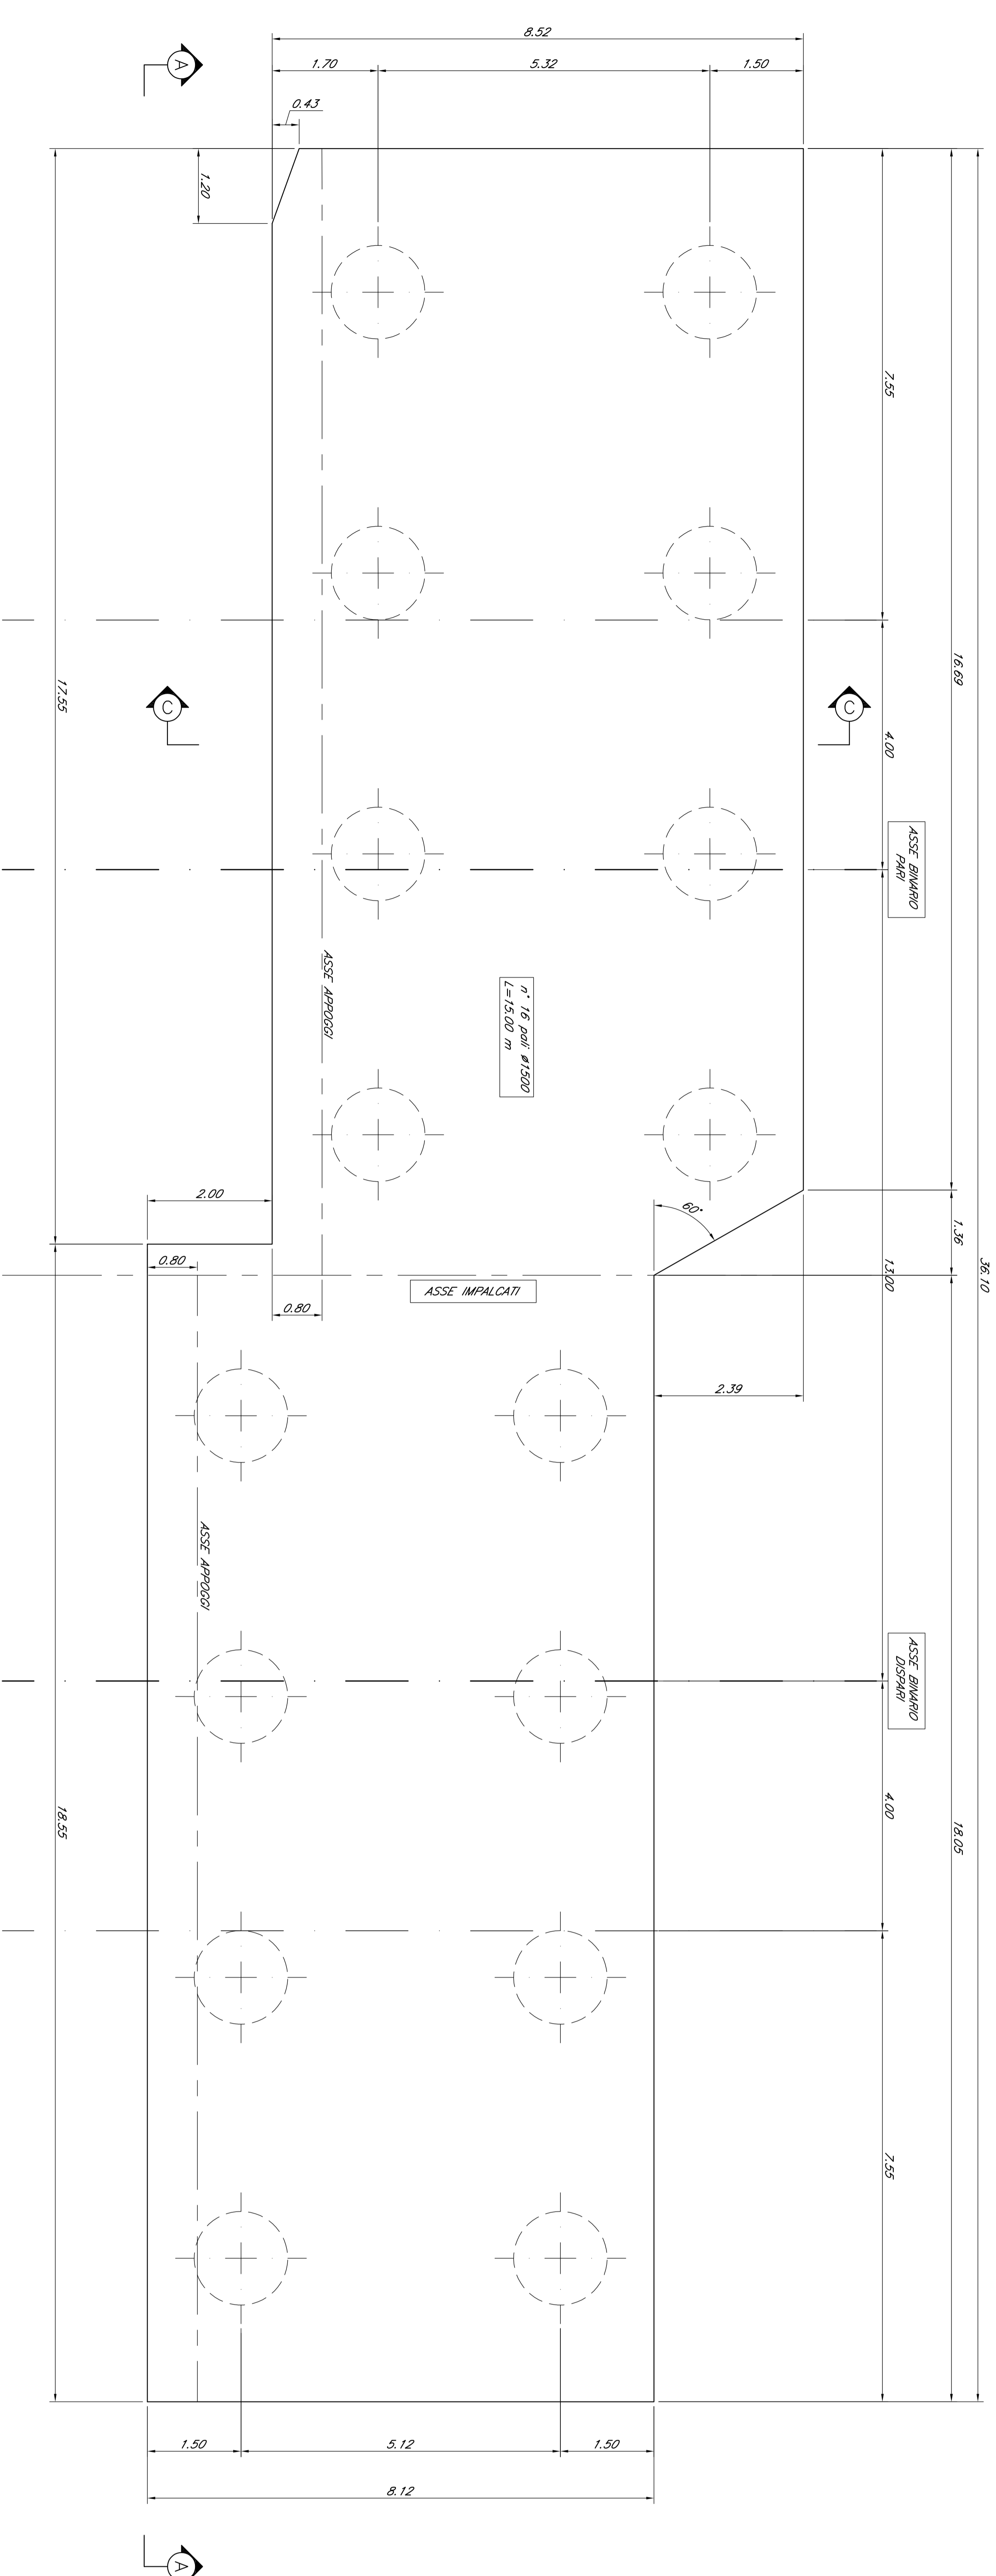 8.52
1.70
5.32
1.50
A
0.43
1.20
7.55
16.69
17.55
C
C
4.00
ASSE BINARIO
PARI
ASSE APPOGGI
n° 16 pali ø1500
L=15.00 m
2.00
60°
1.36
13.00
36.10
0.80
ASSE IMPALCATI
0.80
2.39
ASSE APPOGGI
ASSE BINARIO
DISPARI
18.55
4.00
18.05
7.55
1.50
5.12
1.50
8.12
A